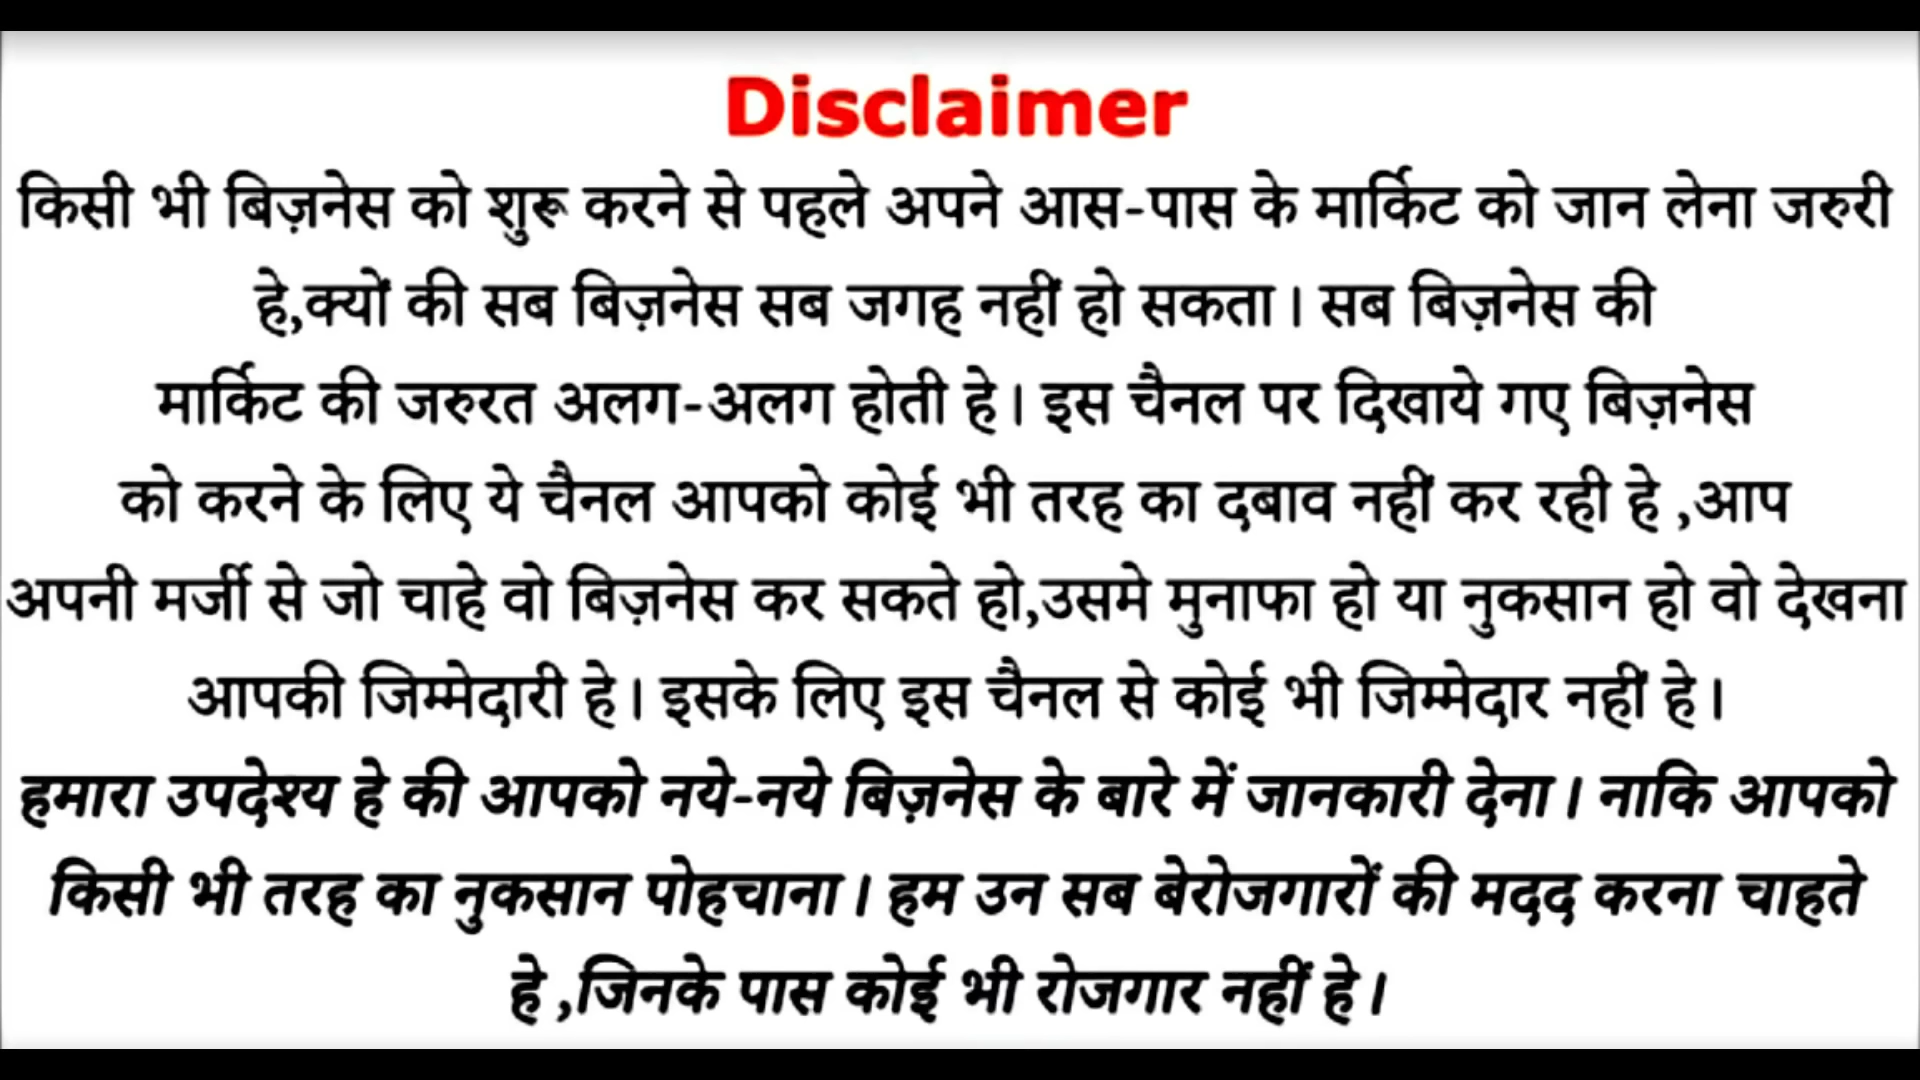 Disclaimer
किसी भी बिज़नेस को शुरू करने से पहले अपने आस-पास के मार्किट को जान लेना जरुरी
हे,क्यों की सब बिज़नेस सब जगह नहीं हो सकता। सब बिज़नेस की
मार्किट की जरुरत अलग-अलग होती हे। इस चैनल पर दिखाये गए बिज़नेस
को करने के लिए ये चैनल आपको कोई भी तरह का दबाव नहीं कर रही हे ,आप
अपनी मर्जी से जो चाहे वो बिज़नेस कर सकते हो,उसमे मुनाफा हो या नुकसान हो वो देखना
आपकी जिम्मेदारी हे। इसके लिए इस चैनल से कोई भी जिम्मेदार नहीं हे।
हमारा उपदेश्य हे की आपको नये-नये बिज़नेस के बारे में जानकारी देना। नाकि आपको
किसी भी तरह का नुकसान पोहचाना। हम उन सब बेरोजगारों की मदद करना चाहते
हे ,जिनके पास कोई भी रोजगार नहीं हे।